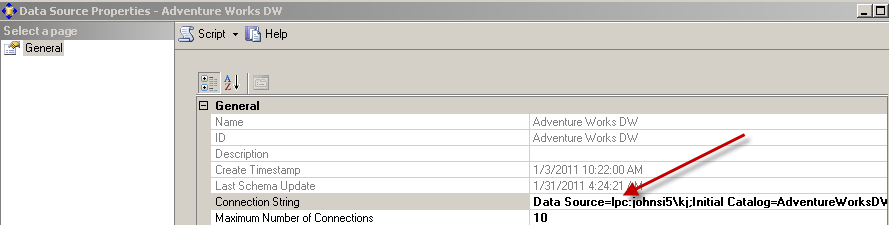 Data Source Properties - Adventure Works DW
Select a page
General
Script Help
General
Name Adventure Works DW
ID Adventure Works DW
Description
Create Timestamp 1/3/2011 10:22:00 AM
Last Schema Update 1/31/2011 4:24:21 AM
Connection String Data Source=lpc:johnsi5\kj;Initial Catalog=AdventureWorksDW
Maximum Number of Connections 10